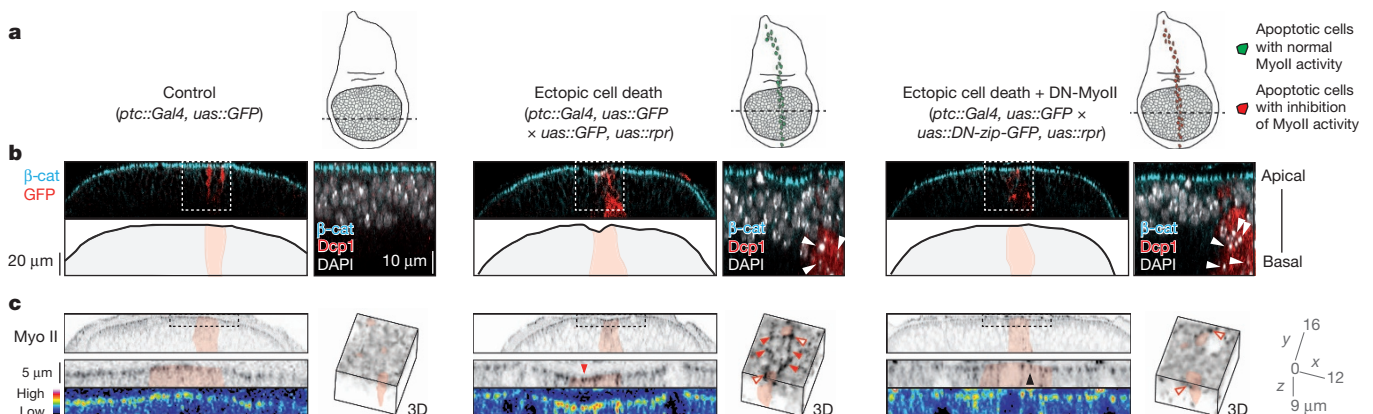 a
Control
(ptc::Gal4, uas::GFP)
Ectopic cell death
(ptc::Gal4, uas::GFP
× uas::GFP, uas::rpr)
Ectopic cell death + DN-MyoII
(ptc::Gal4, uas::GFP ×
uas::DN-zip-GFP, uas::rpr)
Apoptotic cells
with normal
MyoII activity
Apoptotic cells
with inhibition
of MyoII activity
b
β-cat
GFP
20 μm
β-cat
Dcp1
DAPI
10 μm
β-cat
Dcp1
DAPI
β-cat
Dcp1
DAPI
Apical
Basal
c
Myo II
5 μm
High
Low
3D
3D
3D
16
y
0
x
12
z
9 μm